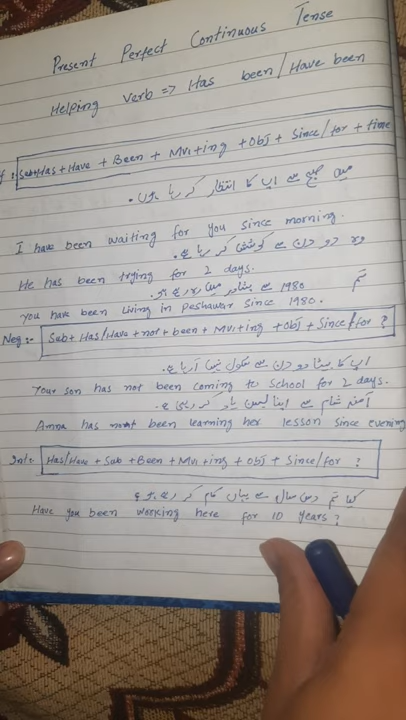 Present Perfect Continuous Tense
Helping verb => Has been/Have been
Sub+Has+Have + Been + Mv1+ing +Obj + Since/for + time
میں صبح سے آپ کا انتظار کر رہا ہوں۔
I have been waiting for you since morning.
وہ دو دن سے کوشش کر رہا ہے۔
He has been trying for 2 days.
تم 1980 سے پشاور میں رہ رہے ہو۔
You have been living in Peshawar since 1980.
Neg:- Sub+ Has/Have +not+been+Mv1+ing +Obj +Since/for ?
آپ کا بیٹا دو دن سے سکول نہیں آ رہا ہے۔
Your son has not been coming to school for 2 days.
آمنہ شام سے اپنا لیسن یاد کر رہی ہے۔
Amna has not been learning her lesson since evening
Int: Has/Have + Sub +Been +Mv1 +ing + Obj + Since/for ?
کیا تم دس سال سے یہاں کام کر رہے ہو؟
Have you been working here for 10 years?